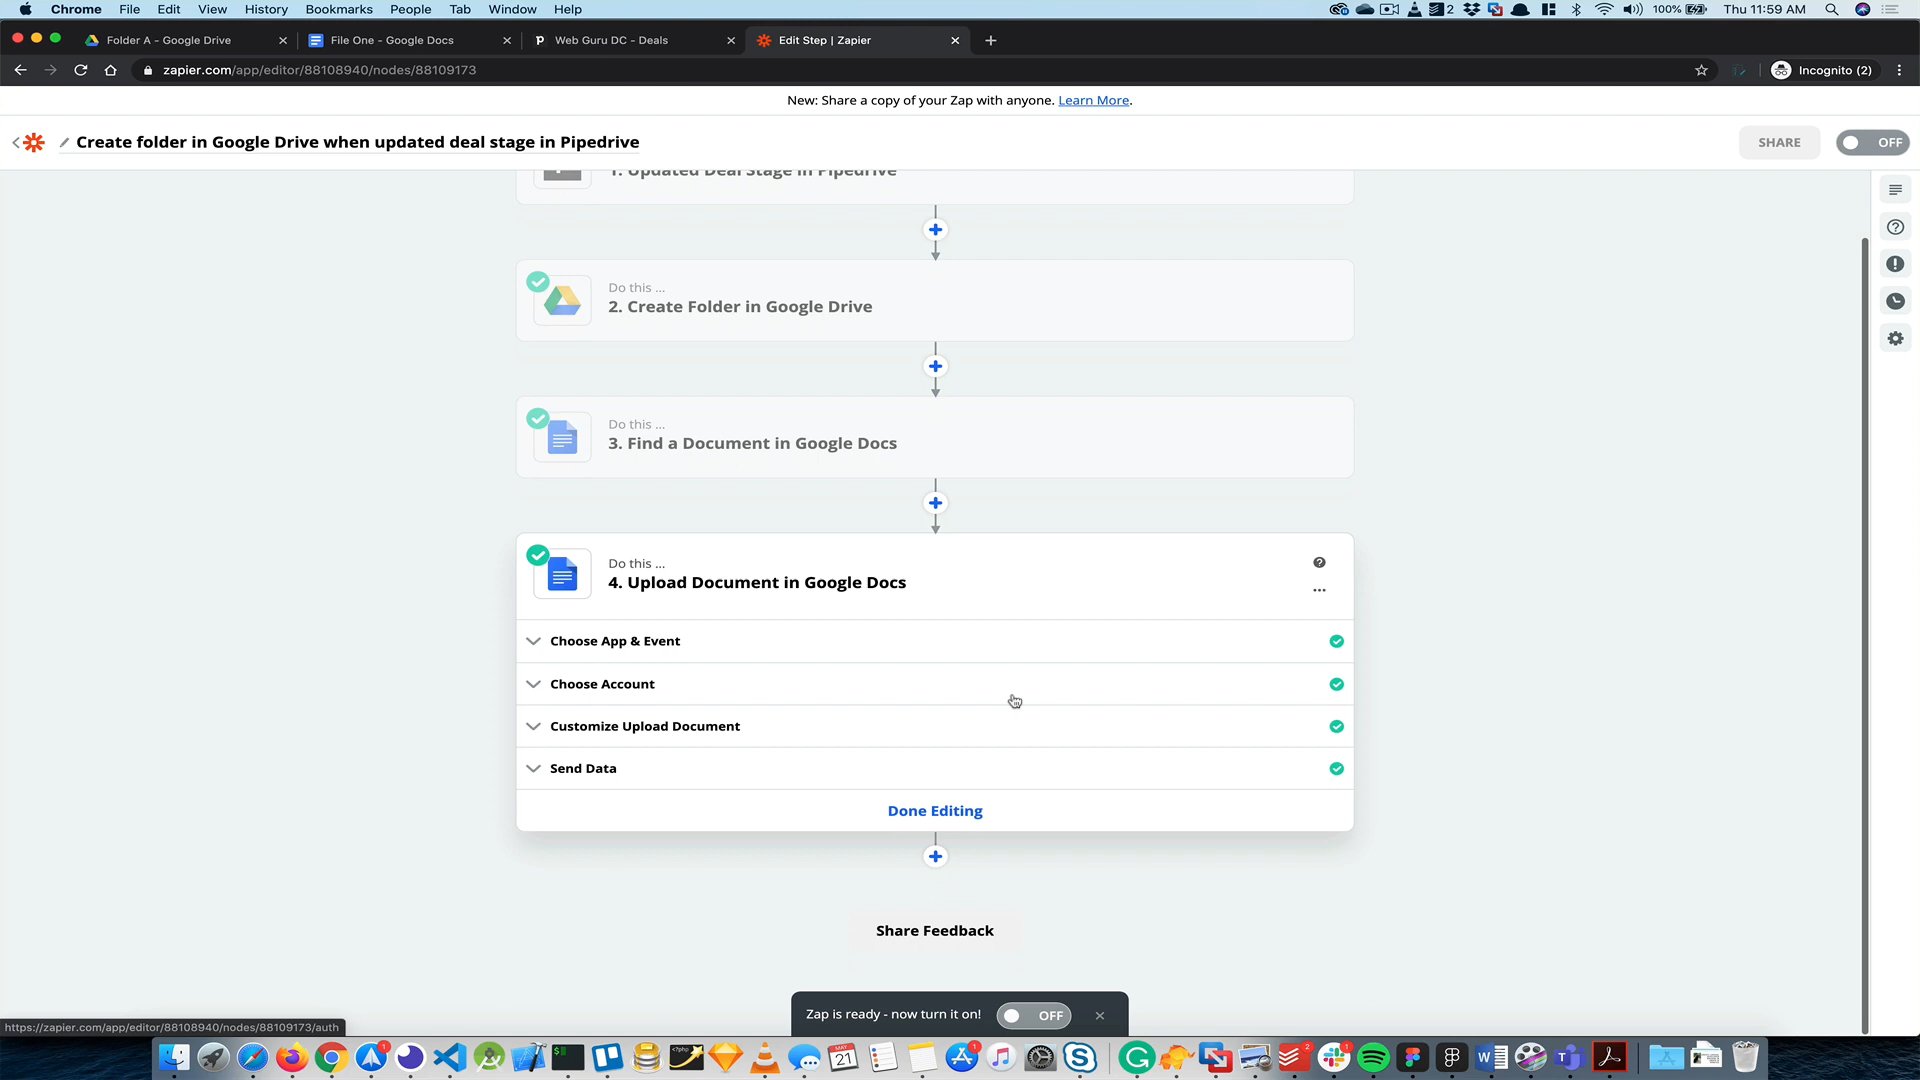 Chrome File Edit View History Bookmarks People Tab Window Help 2 100% Thu 11:59 AM
Folder A - Google Drive File One - Google Docs Web Guru DC - Deals Edit Step | Zapier
zapier.com/app/editor/88108940/nodes/88109173 Incognito (2)
New: Share a copy of your Zap with anyone. Learn More.
Create folder in Google Drive when updated deal stage in Pipedrive SHARE OFF
1. Updated Deal Stage in Pipedrive
Do this ...
2. Create Folder in Google Drive
Do this ...
3. Find a Document in Google Docs
Do this ...
4. Upload Document in Google Docs
Choose App & Event
Choose Account
Customize Upload Document
Send Data
Done Editing
Share Feedback
Zap is ready - now turn it on! OFF
https://zapier.com/app/editor/88108940/nodes/88109173/auth